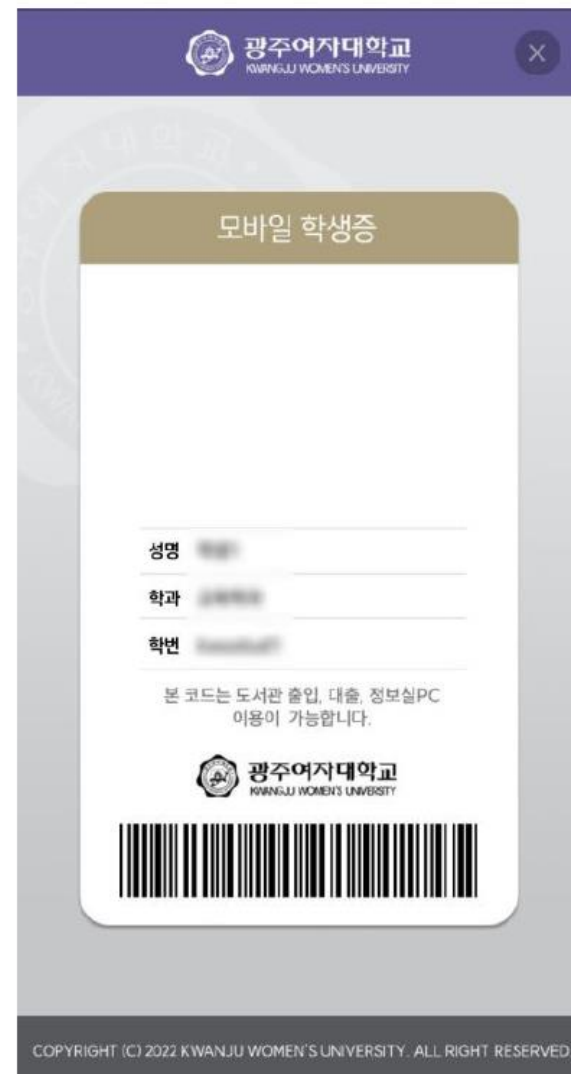 광주여자대학교
KWANGJU WOMEN'S UNIVERSITY
모바일 학생증
성명
학과
학번
본 코드는 도서관 출입, 대출, 정보실PC
이용이 가능합니다.
광주여자대학교
KWANGJU WOMEN'S UNIVERSITY
COPYRIGHT (C) 2022 KWANJU WOMEN'S UNIVERSITY. ALL RIGHT RESERVED